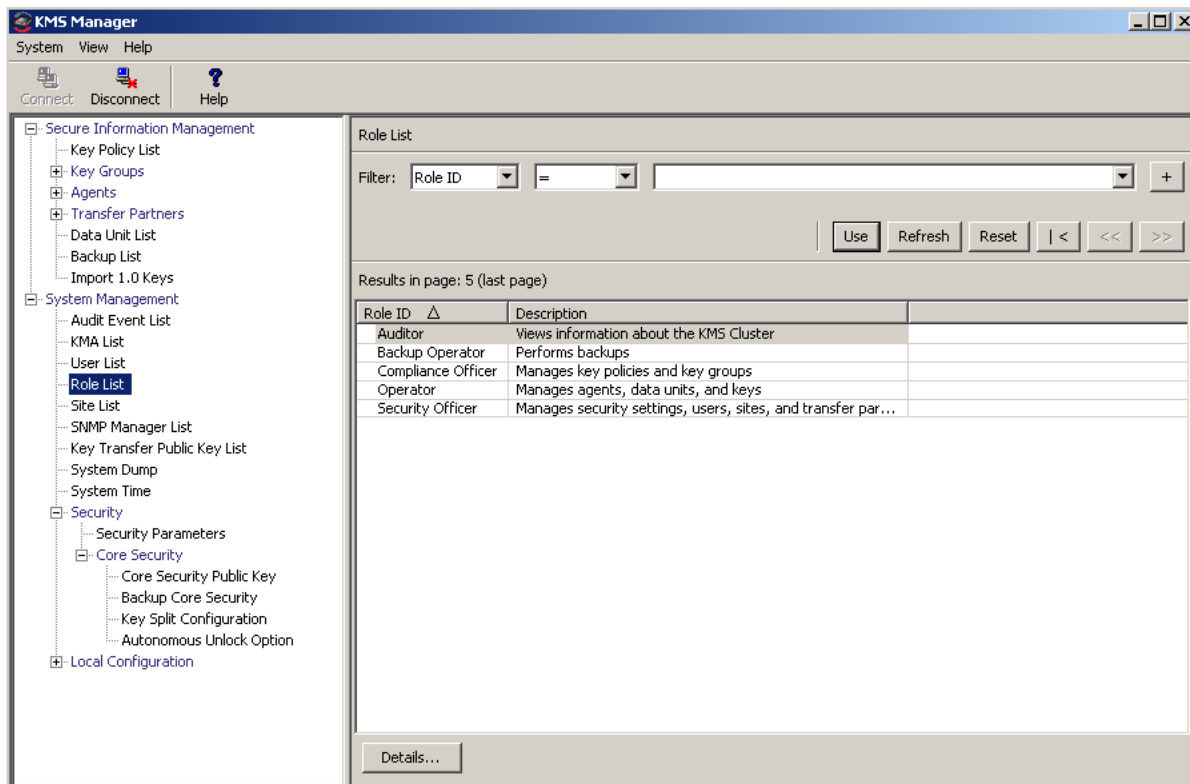 KMS Manager
System View Help
Connect Disconnect Help
Secure Information Management
Key Policy List
Key Groups
Agents
Transfer Partners
Data Unit List
Backup List
Import 1.0 Keys
System Management
Audit Event List
KMA List
User List
Role List
Site List
SNMP Manager List
Key Transfer Public Key List
System Dump
System Time
Security
Security Parameters
Core Security
Core Security Public Key
Backup Core Security
Key Split Configuration
Autonomous Unlock Option
Local Configuration
Role List
Filter: Role ID = +
Use Refresh Reset |< << >>
Results in page: 5 (last page)
Role ID Description
Auditor Views information about the KMS Cluster
Backup Operator Performs backups
Compliance Officer Manages key policies and key groups
Operator Manages agents, data units, and keys
Security Officer Manages security settings, users, sites, and transfer par...
Details...